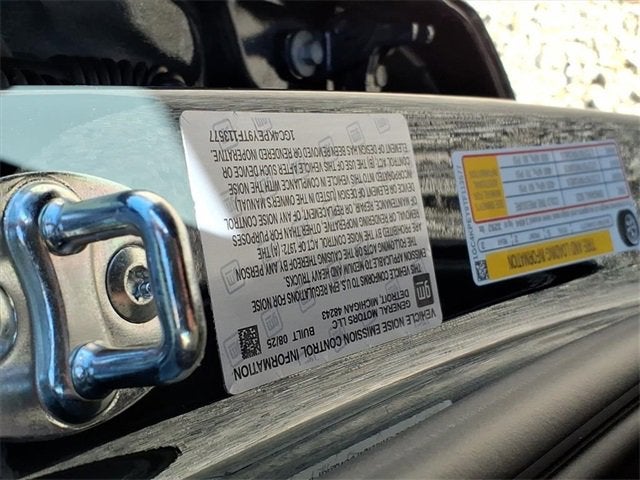 VEHICLE NOISE EMISSION CONTROL INFORMATION
GENERAL MOTORS LLC
DETROIT, MICHIGAN 48243
BUILT 08/25
gm
THIS VEHICLE CONFORMS TO U.S. EPA REGULATIONS FOR NOISE
EMISSION APPLICABLE MEDIUM AND HEAVY TRUCKS.
THE FOLLOWING ACTS OR THE CAUSING THEREOF BY ANY PERSON
ARE PROHIBITED BY THE NOISE CONTROL ACT OF 1972. (A) THE
REMOVAL OR RENDERING INOPERATIVE, OTHER THAN FOR PURPOSES
OF MAINTENANCE, REPAIR OR REPLACEMENT, OF ANY NOISE CONTROL
DEVICE OR ELEMENT OF DESIGN (LISTED IN THE OWNER'S MANUAL)
INCORPORATED INTO THIS VEHICLE IN COMPLIANCE WITH THE NOISE
CONTROL ACT. (B) THE USE OF THIS VEHICLE AFTER SUCH DEVICE OR
ELEMENT OF DESIGN HAS BEEN REMOVED OR RENDERED INOPERATIVE.
1GC4KPEY9TF113577
TIRE AND LOADING INFORMATION